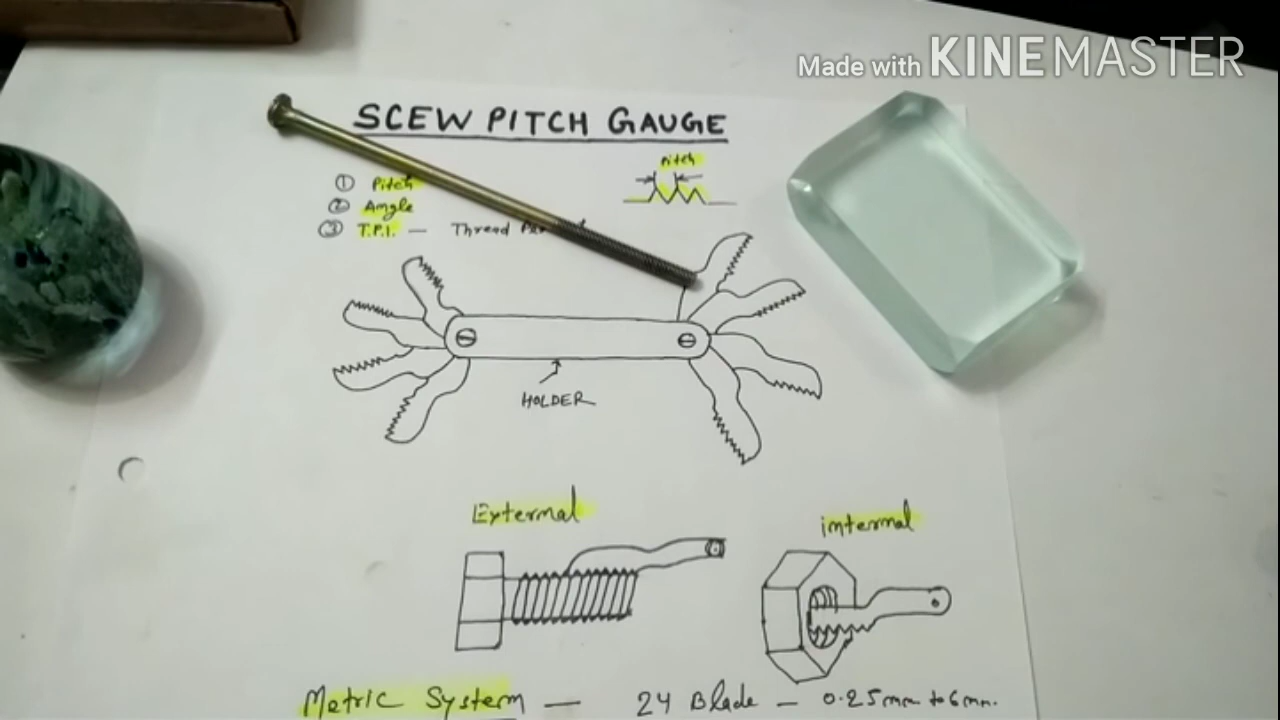 Made with KINEMASTER
SCEW PITCH GAUGE
Pitch
① Pitch
② Angle
③ T.P.I. — Thread
HOLDER
External
internal
Metric System — 24 Blade — 0.25mm to 6mm.